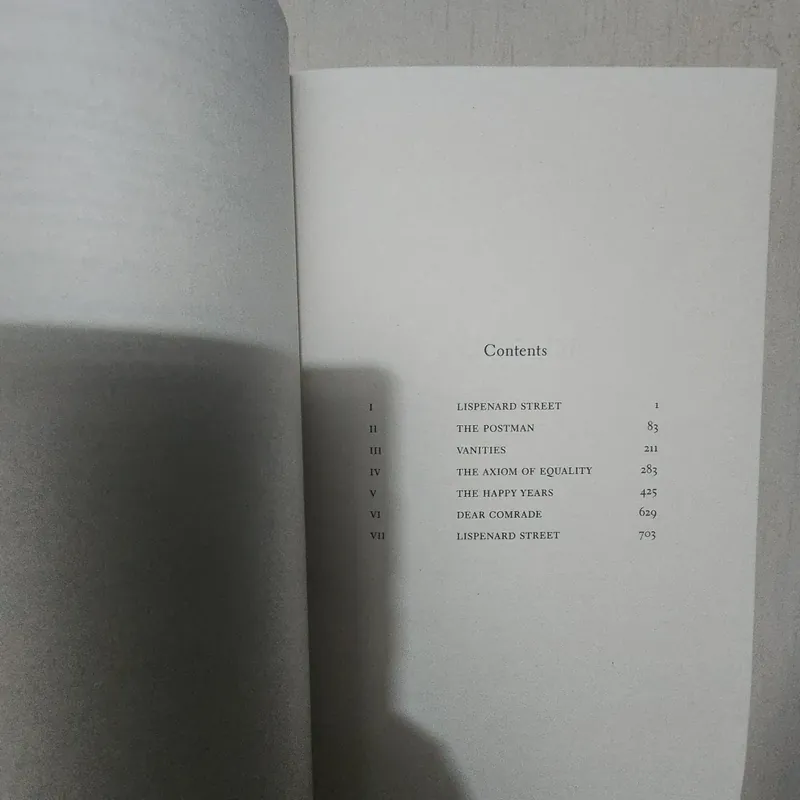 Contents
I LISPENARD STREET 1
II THE POSTMAN 83
III VANITIES 211
IV THE AXIOM OF EQUALITY 283
V THE HAPPY YEARS 425
VI DEAR COMRADE 629
VII LISPENARD STREET 703